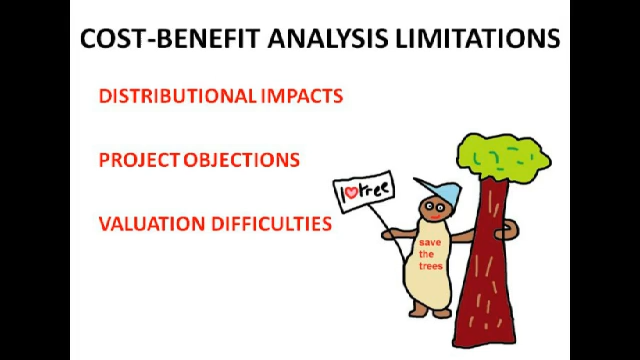 COST-BENEFIT ANALYSIS LIMITATIONS
DISTRIBUTIONAL IMPACTS
PROJECT OBJECTIONS
VALUATION DIFFICULTIES
I ❤ tree
save
the
trees